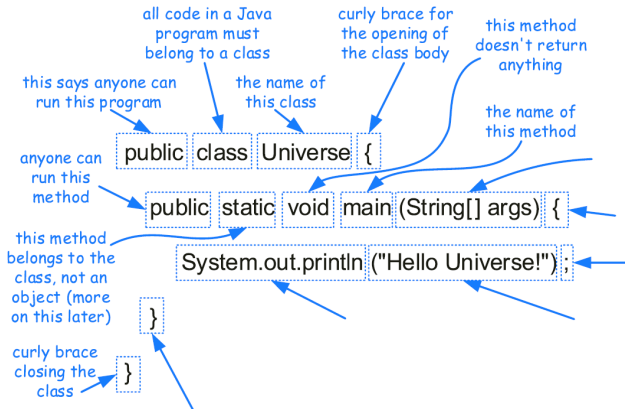 all code in a Java
program must
belong to a class
curly brace for
the opening of
the class body
this method
doesn't return
anything
this says anyone can
run this program
the name of
this class
the name of
this method
public class Universe {
anyone can
run this
method
public static void main (String[] args) {
this method
belongs to the
class, not an
object (more
on this later)
System.out.println ("Hello Universe!") ;
}
curly brace
closing the
class
}